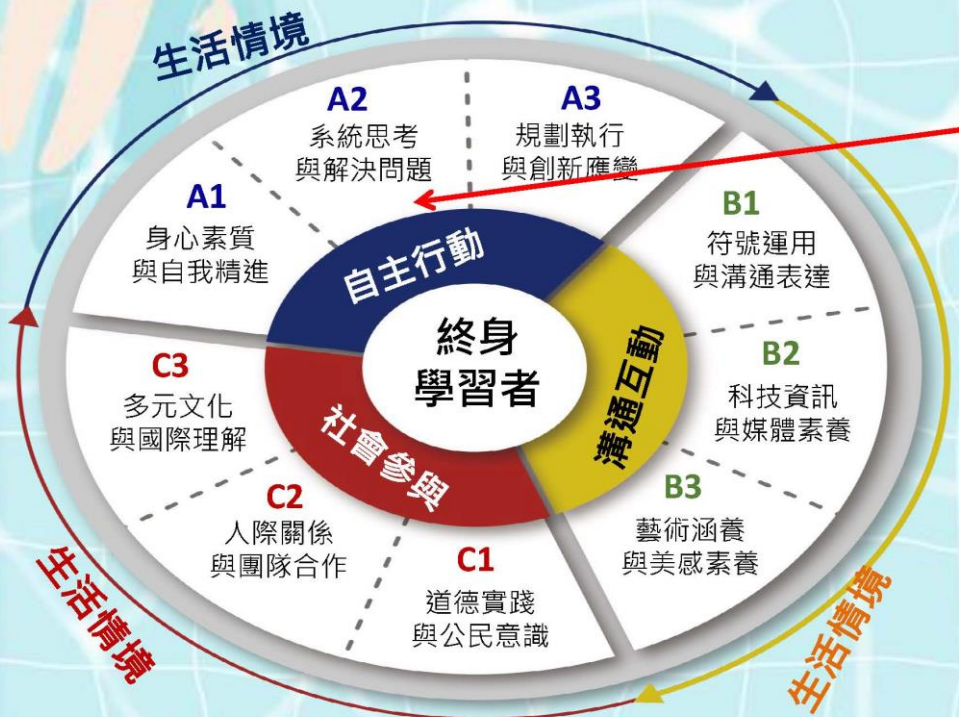 生活情境
A1
身心素質
與自我精進
A2
系統思考
與解決問題
A3
規劃執行
與創新應變
B1
符號運用
與溝通表達
B2
科技資訊
與媒體素養
B3
藝術涵養
與美感素養
C1
道德實踐
與公民意識
C2
人際關係
與團隊合作
C3
多元文化
與國際理解
自主行動
溝通互動
社會參與
終身
學習者
生活情境
生活情境